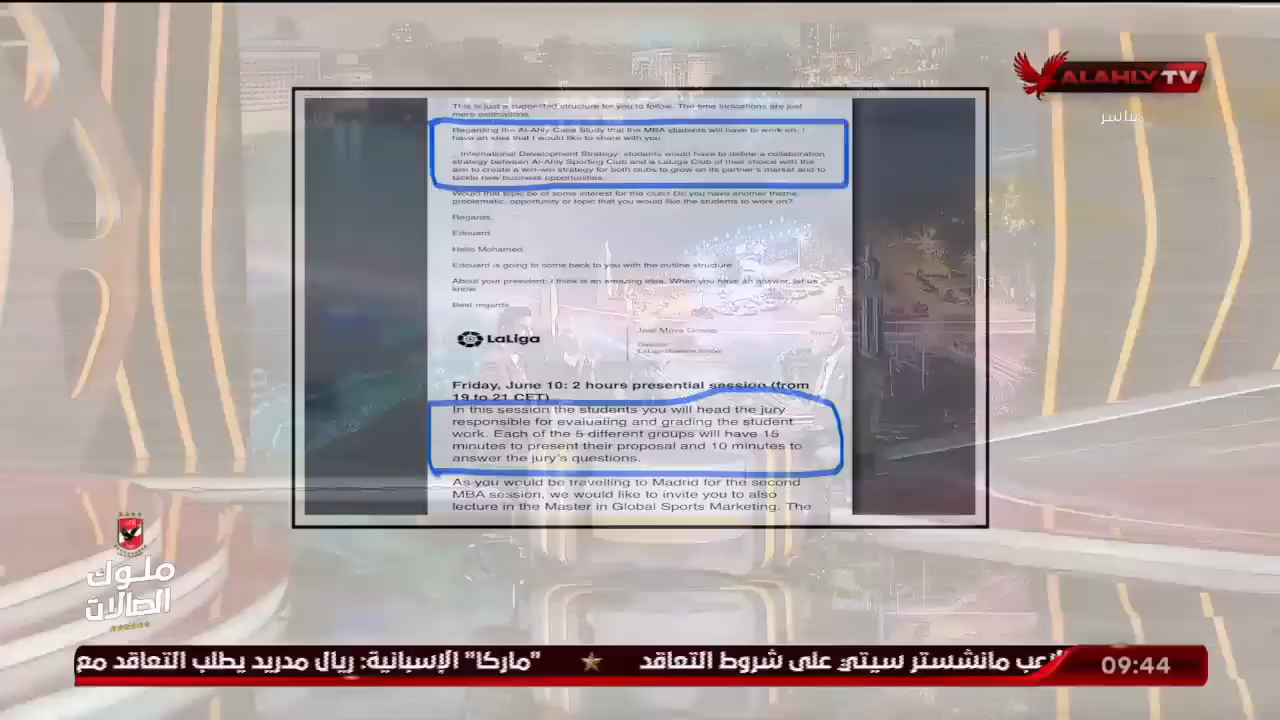 ALAHLY TV
مباشر
This is just a suggested structure for you to follow. The time indications are just
mere estimations.
Regarding the Al-Ahly Case Study that the MBA students will have to work on, I
have an idea that I would like to share with you
International Development Strategy: students would have to define a collaboration
strategy between Al-Ahly Sporting Club and a LaLiga Club of their choice with the
aim to create a win-win strategy for both clubs to grow on its partner's market and to
tackle new business opportunities.
Would that topic be of some interest for the club? Do you have another theme,
problematic, opportunity or topic that you would like the students to work on?
Regards,
Edouard
Hello Mohamed,
Edouard is going to some back to you with the outline structure.
About your president: I think is an amazing idea. When you have an answer, let us
know.
Best regards
LaLiga
José Moya
Director
LaLiga Business School
Friday, June 10: 2 hours presential session (from
19 to 21 CET)
In this session the students you will head the jury
responsible for evaluating and grading the student
work. Each of the 5 different groups will have 15
minutes to present their proposal and 10 minutes to
answer the jury's questions.
As you would be travelling to Madrid for the second
MBA session, we would like to invite you to also
lecture in the Master in Global Sports Marketing. The
ملوك
الصالات
لاعب مانشستر سيتي على شروط التعاقد ★ "ماركا" الإسبانية: ريال مدريد يطلب التعاقد مع
09:44